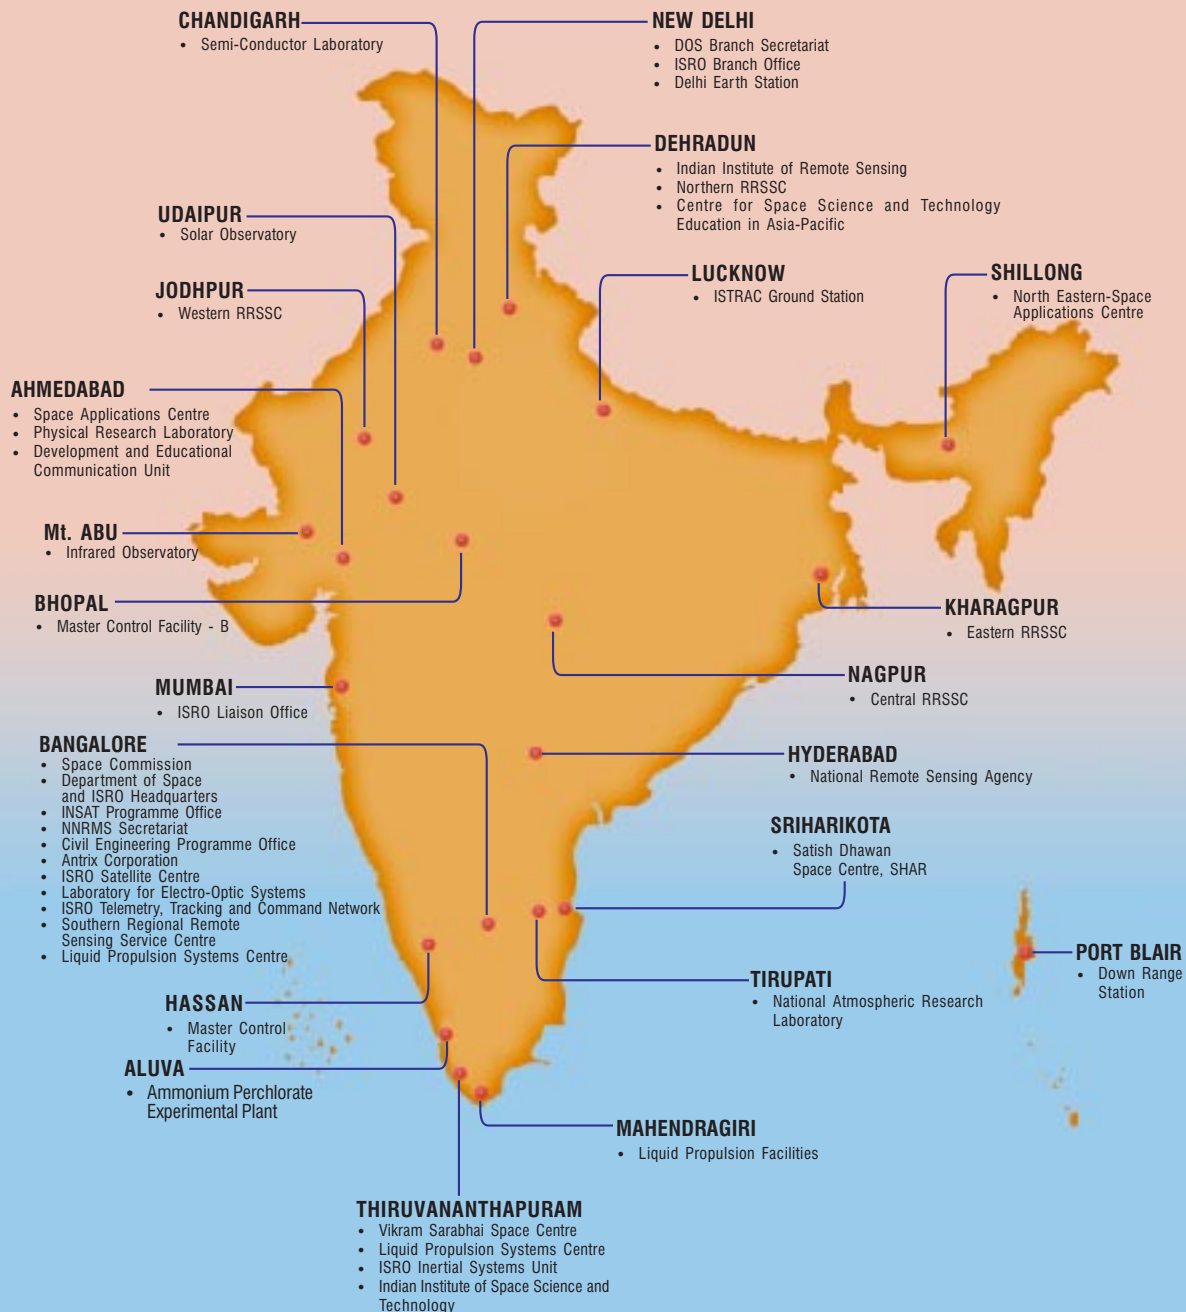 CHANDIGARH
• Semi-Conductor Laboratory
NEW DELHI
• DOS Branch Secretariat
• ISRO Branch Office
• Delhi Earth Station
DEHRADUN
• Indian Institute of Remote Sensing
• Northern RRSSC
• Centre for Space Science and Technology
Education in Asia-Pacific
UDAIPUR
• Solar Observatory
LUCKNOW
• ISTRAC Ground Station
SHILLONG
• North Eastern-Space
Applications Centre
JODHPUR
• Western RRSSC
AHMEDABAD
• Space Applications Centre
• Physical Research Laboratory
• Development and Educational
Communication Unit
Mt. ABU
• Infrared Observatory
BHOPAL
• Master Control Facility - B
KHARAGPUR
• Eastern RRSSC
NAGPUR
• Central RRSSC
MUMBAI
• ISRO Liaison Office
BANGALORE
• Space Commission
• Department of Space
and ISRO Headquarters
• INSAT Programme Office
• NNRMS Secretariat
• Civil Engineering Programme Office
• Antrix Corporation
• ISRO Satellite Centre
• Laboratory for Electro-Optic Systems
• ISRO Telemetry, Tracking and Command Network
• Southern Regional Remote
Sensing Service Centre
• Liquid Propulsion Systems Centre
HYDERABAD
• National Remote Sensing Agency
SRIHARIKOTA
• Satish Dhawan
Space Centre, SHAR
PORT BLAIR
• Down Range
Station
TIRUPATI
• National Atmospheric Research
Laboratory
HASSAN
• Master Control
Facility
ALUVA
• Ammonium Perchlorate
Experimental Plant
MAHENDRAGIRI
• Liquid Propulsion Facilities
THIRUVANANTHAPURAM
• Vikram Sarabhai Space Centre
• Liquid Propulsion Systems Centre
• ISRO Inertial Systems Unit
• Indian Institute of Space Science and
Technology